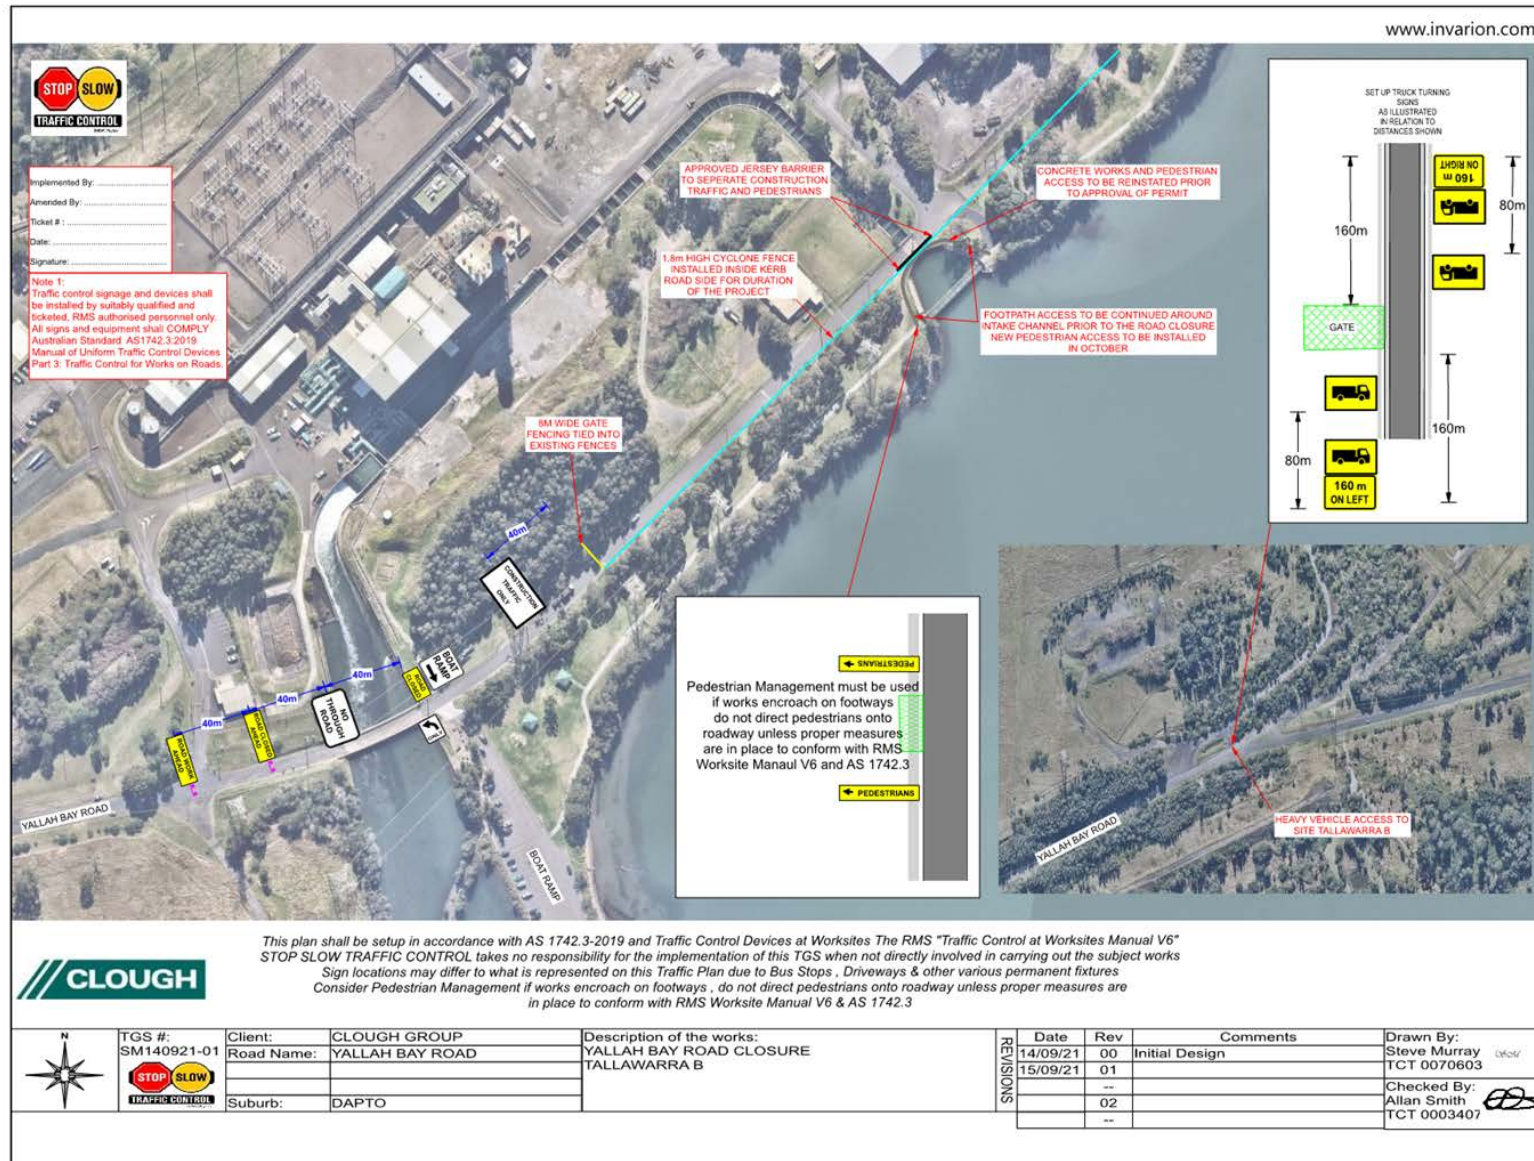 www.invarion.com
STOP SLOW
TRAFFIC CONTROL
Implemented By: ............................
Amended By: ................................
Ticket # : ................................
Date: ................................
Signature: ................................
Note 1:
Traffic control signage and devices shall
be installed by suitably qualified and
ticketed, RMS authorised personnel only.
All signs and equipment shall COMPLY
Australian Standard AS1742.3:2019
Manual of Uniform Traffic Control Devices
Part 3: Traffic Control for Works on Roads.
APPROVED JERSEY BARRIER
TO SEPERATE CONSTRUCTION
TRAFFIC AND PEDESTRIANS
CONCRETE WORKS AND PEDESTRIAN
ACCESS TO BE REINSTATED PRIOR
TO APPROVAL OF PERMIT
1.8m HIGH CYCLONE FENCE
INSTALLED INSIDE KERB
ROAD SIDE FOR DURATION
OF THE PROJECT
FOOTPATH ACCESS TO BE CONTINUED AROUND
INTAKE CHANNEL PRIOR TO THE ROAD CLOSURE
NEW PEDESTRIAN ACCESS TO BE INSTALLED
IN OCTOBER
8M WIDE GATE
FENCING TIED INTO
EXISTING FENCES
SET UP TRUCK TURNING
SIGNS
AS ILLUSTRATED
IN RELATION TO
DISTANCES SHOWN
160 m
ON RIGHT
160m
80m
GATE
160m
80m
160 m
ON LEFT
40m
CONSTRUCTION
TRAFFIC
ONLY
BOAT
RAMP
ROAD
CLOSED
40m
40m
40m
NO
THROUGH
ROAD
ROAD CLOSED
AHEAD
ROAD WORK
AHEAD
ONLY
YALLAH BAY ROAD
BOAT RAMP
PEDESTRIANS
Pedestrian Management must be used
if works encroach on footways
do not direct pedestrians onto
roadway unless proper measures
are in place to conform with RMS
Worksite Manaul V6 and AS 1742.3
PEDESTRIANS
HEAVY VEHICLE ACCESS TO
SITE TALLAWARRA B
YALLAH BAY ROAD
CLOUGH
This plan shall be setup in accordance with AS 1742.3-2019 and Traffic Control Devices at Worksites The RMS "Traffic Control at Worksites Manual V6"
STOP SLOW TRAFFIC CONTROL takes no responsibility for the implementation of this TGS when not directly involved in carrying out the subject works
Sign locations may differ to what is represented on this Traffic Plan due to Bus Stops , Driveways & other various permanent fixtures
Consider Pedestrian Management if works encroach on footways , do not direct pedestrians onto roadway unless proper measures are
in place to conform with RMS Worksite Manual V6 & AS 1742.3
N
TGS #:
SM140921-01
STOP SLOW
TRAFFIC CONTROL
Client: CLOUGH GROUP
Road Name: YALLAH BAY ROAD
Suburb: DAPTO
Description of the works:
YALLAH BAY ROAD CLOSURE
TALLAWARRA B
REVISIONS
Date Rev Comments
14/09/21 00 Initial Design
15/09/21 01
--
02
--
Drawn By:
Steve Murray
TCT 0070603
Checked By:
Allan Smith
TCT 0003407